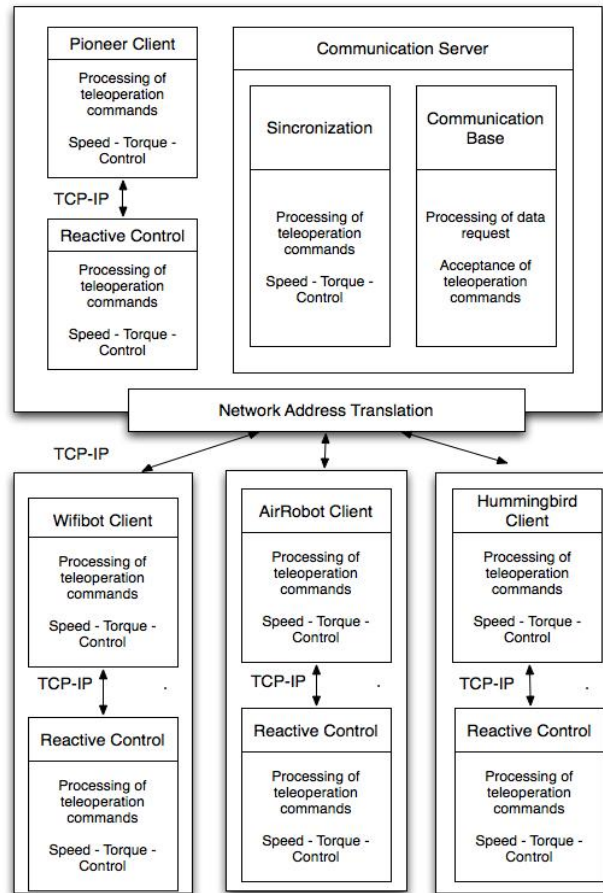 Pioneer Client
Processing of
teleoperation
commands
Speed - Torque -
Control
TCP-IP
Reactive Control
Processing of
teleoperation
commands
Speed - Torque -
Control
Communication Server
Sincronization
Processing of
teleoperation
commands
Speed - Torque -
Control
Communication
Base
Processing of data
request
Acceptance of
teleoperation
commands
Network Address Translation
TCP-IP
Wifibot Client
Processing of
teleoperation
commands
Speed - Torque -
Control
TCP-IP
.
Reactive Control
Processing of
teleoperation
commands
Speed - Torque -
Control
AirRobot Client
Processing of
teleoperation
commands
Speed - Torque -
Control
TCP-IP
.
Reactive Control
Processing of
teleoperation
commands
Speed - Torque -
Control
Hummingbird
Client
Processing of
teleoperation
commands
Speed - Torque -
Control
TCP-IP
.
Reactive Control
Processing of
teleoperation
commands
Speed - Torque -
Control